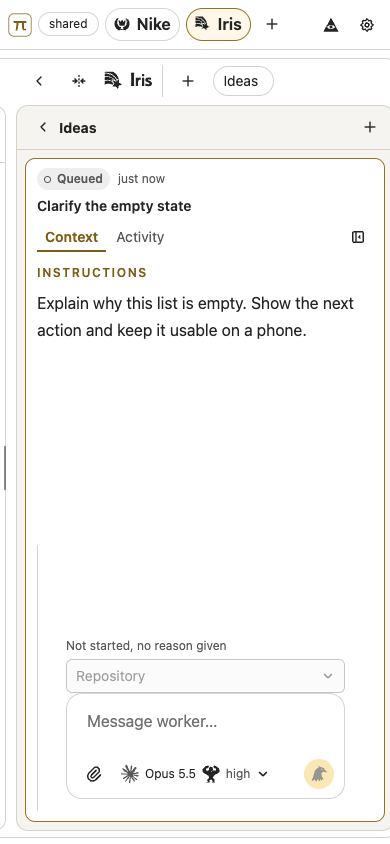 π shared Nike Iris +
Iris + Ideas
Ideas +
Queued just now
Clarify the empty state
Context Activity
INSTRUCTIONS
Explain why this list is empty. Show the next
action and keep it usable on a phone.
Not started, no reason given
Repository
Message worker...
Opus 5.5 high